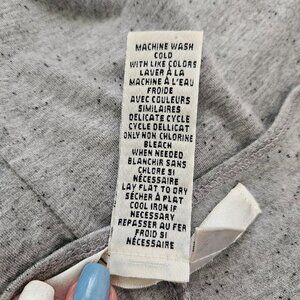 MACHINE WASH
COLD
WITH LIKE COLORS
LAVER À LA
MACHINE À L'EAU
FROIDE
AVEC COULEURS
SIMILAIRES
DELICATE CYCLE
CYCLE DELLICAT
ONLY NON CHLORINE
BLEACH
WHEN NEEDED
BLANCHIR SANS
CHLORE SI
NÉCESSAIRE
LAY FLAT TO DRY
SÉCHER À PLAT
COOL IRON IF
NECESSARY
REPASSER AU FER
FROID SI
NÉCESSAIRE